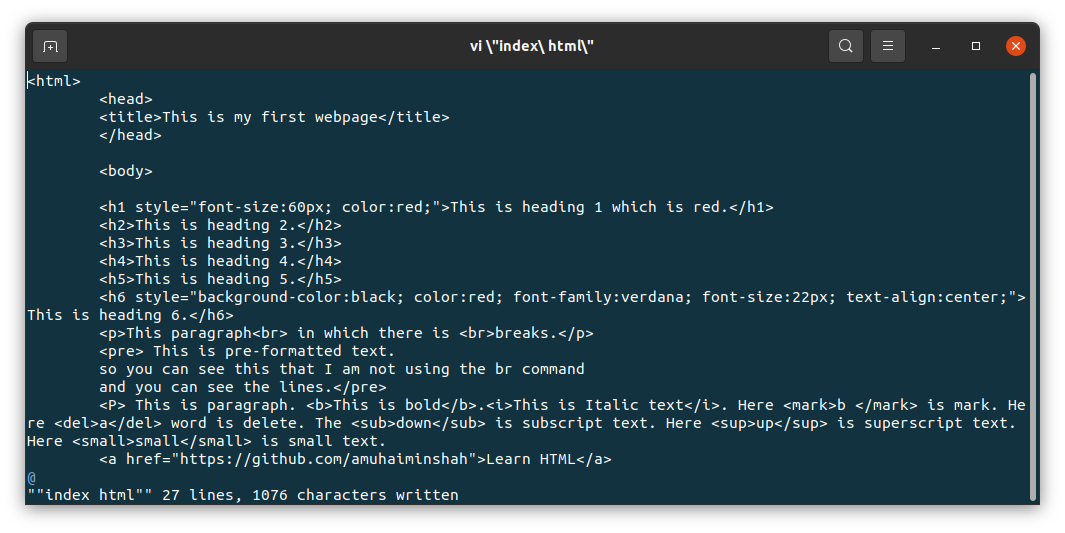 vi \"index\ html\"
<html>
        <head>
        <title>This is my first webpage</title>
        </head>

        <body>

        <h1 style="font-size:60px; color:red;">This is heading 1 which is red.</h1>
        <h2>This is heading 2.</h2>
        <h3>This is heading 3.</h3>
        <h4>This is heading 4.</h4>
        <h5>This is heading 5.</h5>
        <h6 style="background-color:black; color:red; font-family:verdana; font-size:22px; text-align:center;">
This is heading 6.</h6>
        <p>This paragraph<br> in which there is <br>breaks.</p>
        <pre> This is pre-formatted text.
        so you can see this that I am not using the br command
        and you can see the lines.</pre>
        <P> This is paragraph. <b>This is bold</b>.<i>This is Italic text</i>. Here <mark>b </mark> is mark. He
re <del>a</del> word is delete. The <sub>down</sub> is subscript text. Here <sup>up</sup> is superscript text.
Here <small>small</small> is small text.
        <a href="https://github.com/amuhaiminshah">Learn HTML</a>
@
""index html"" 27 lines, 1076 characters written